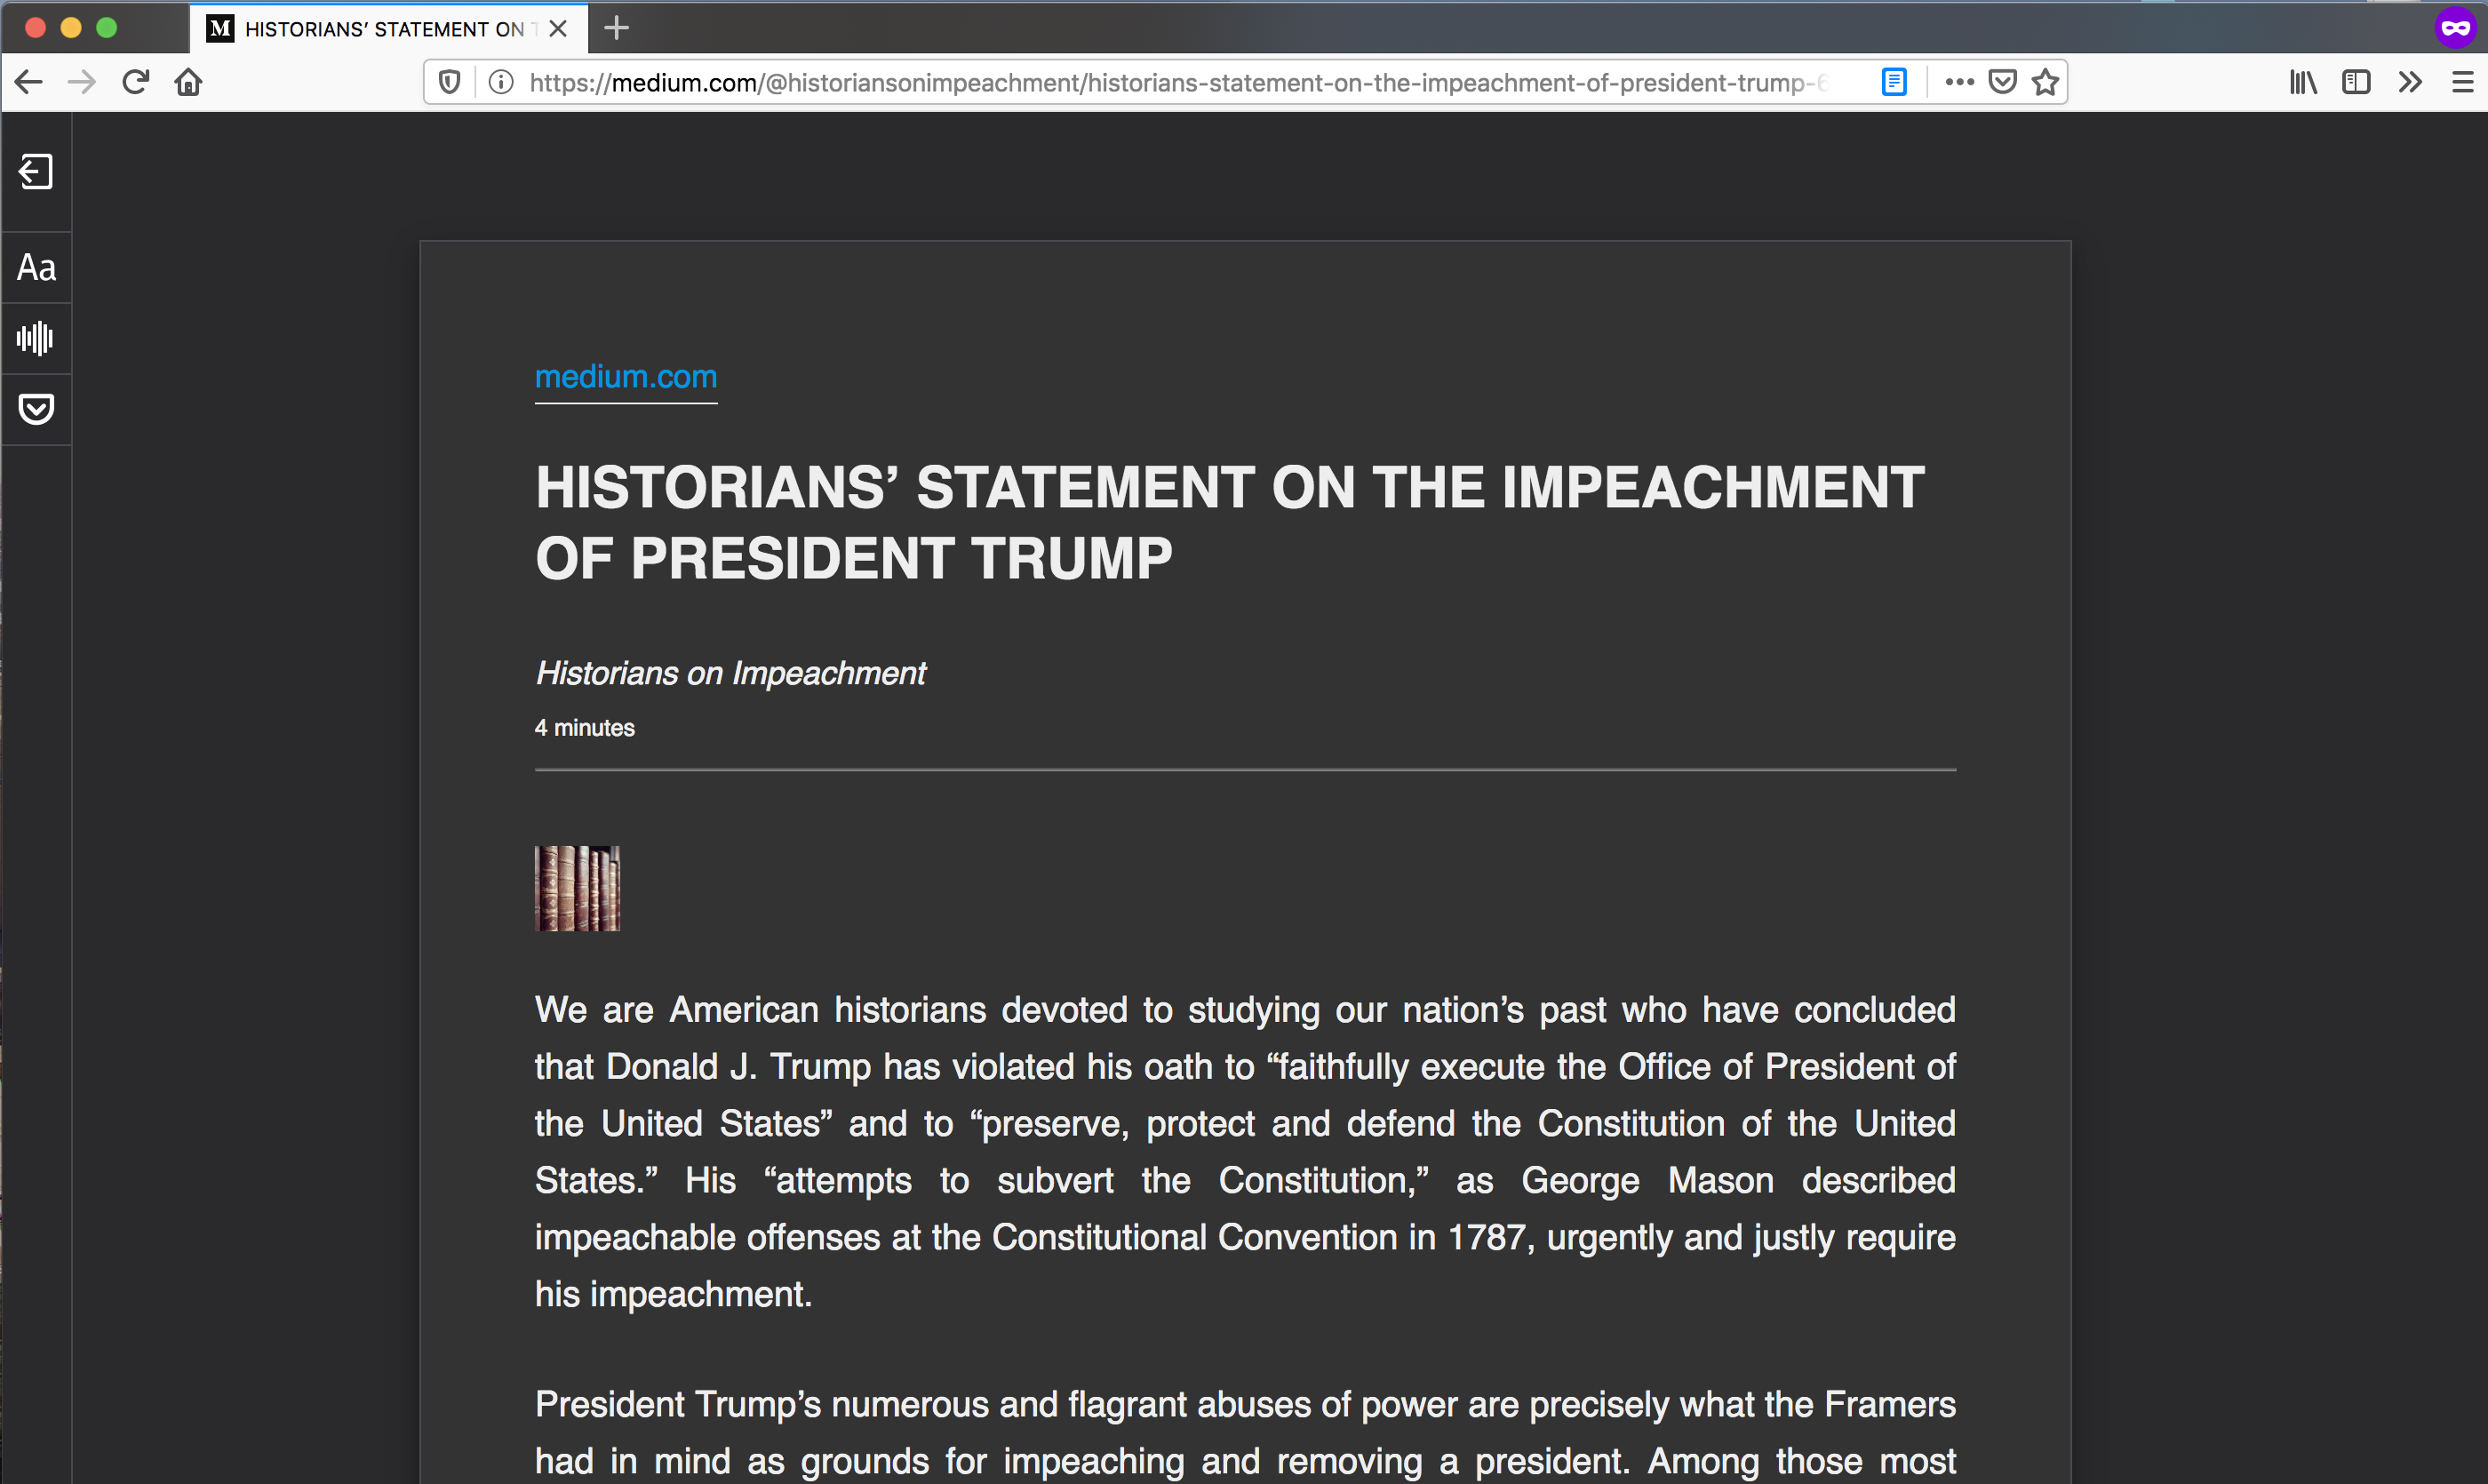 M HISTORIANS’ STATEMENT ON T
https://medium.com/@historiansonimpeachment/historians-statement-on-the-impeachment-of-president-trump-6
Aa
medium.com
HISTORIANS’ STATEMENT ON THE IMPEACHMENT
OF PRESIDENT TRUMP
Historians on Impeachment
4 minutes
We are American historians devoted to studying our nation’s past who have concluded
that Donald J. Trump has violated his oath to “faithfully execute the Office of President of
the United States” and to “preserve, protect and defend the Constitution of the United
States.” His “attempts to subvert the Constitution,” as George Mason described
impeachable offenses at the Constitutional Convention in 1787, urgently and justly require
his impeachment.
President Trump’s numerous and flagrant abuses of power are precisely what the Framers
had in mind as grounds for impeaching and removing a president. Among those most